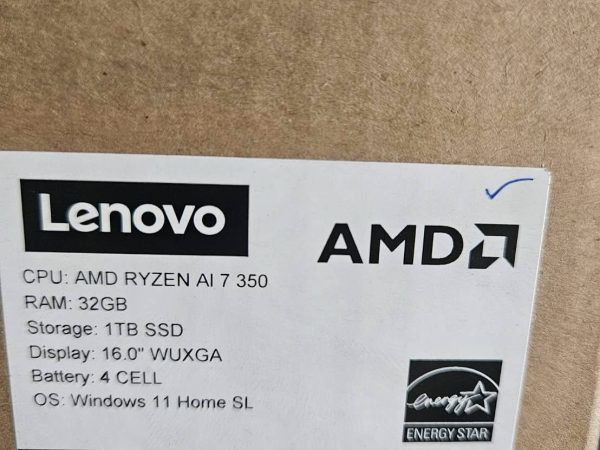 Lenovo
AMD
CPU: AMD RYZEN AI 7 350
RAM: 32GB
Storage: 1TB SSD
Display: 16.0" WUXGA
Battery: 4 CELL
OS: Windows 11 Home SL
energy
ENERGY STAR